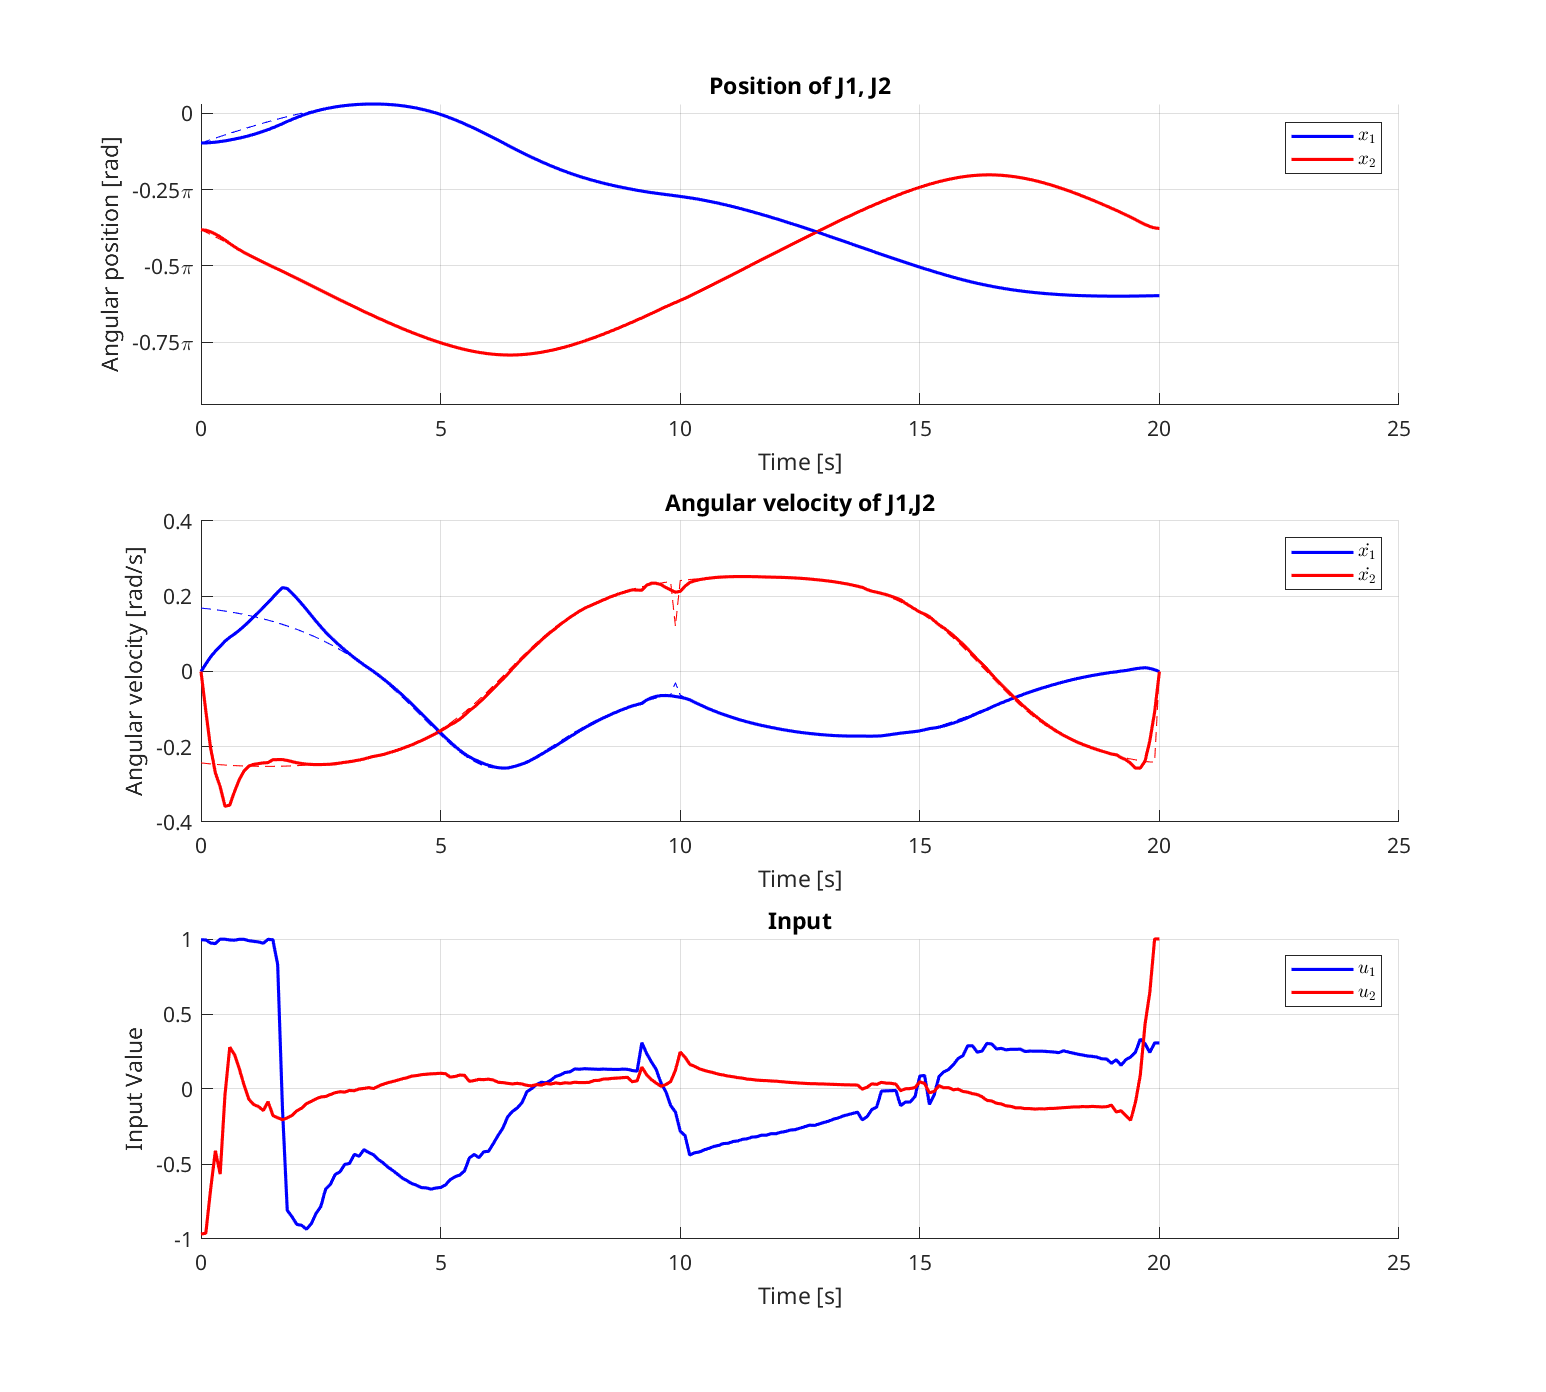 Position of J1, J2
0
-0.25π
-0.5π
-0.75π
Angular position [rad]
x₁
x₂
0 5 10 15 20 25
Time [s]
Angular velocity of J1,J2
0.4
0.2
0
-0.2
-0.4
Angular velocity [rad/s]
ẋ₁
ẋ₂
0 5 10 15 20 25
Time [s]
Input
1
0.5
0
-0.5
-1
Input Value
u₁
u₂
0 5 10 15 20 25
Time [s]